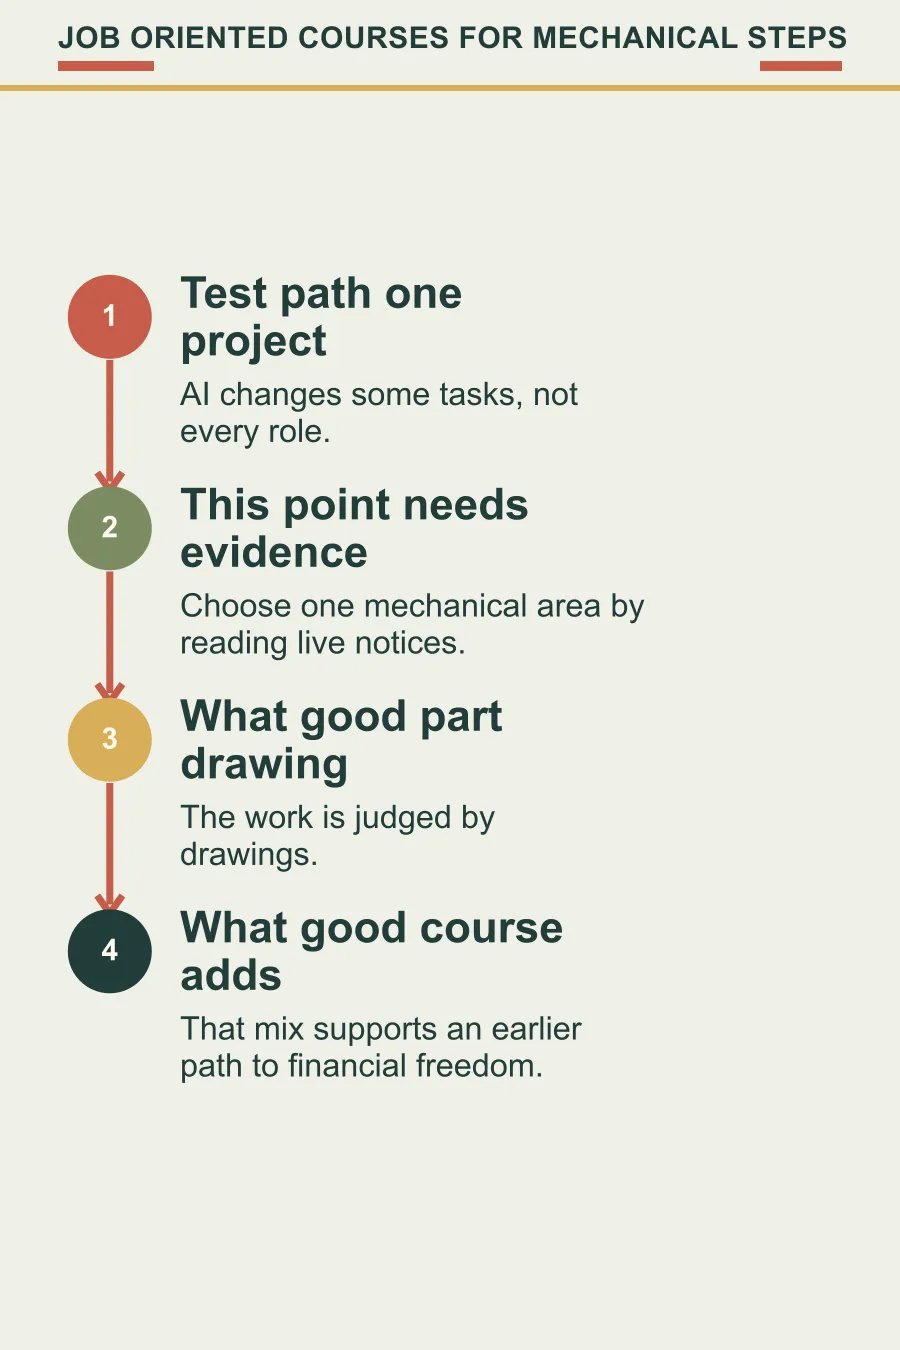 JOB ORIENTED COURSES FOR MECHANICAL STEPS
1
Test path one
project
AI changes some tasks, not
every role.
2
This point needs
evidence
Choose one mechanical area by
reading live notices.
3
What good part
drawing
The work is judged by
drawings.
4
What good course
adds
That mix supports an earlier
path to financial freedom.